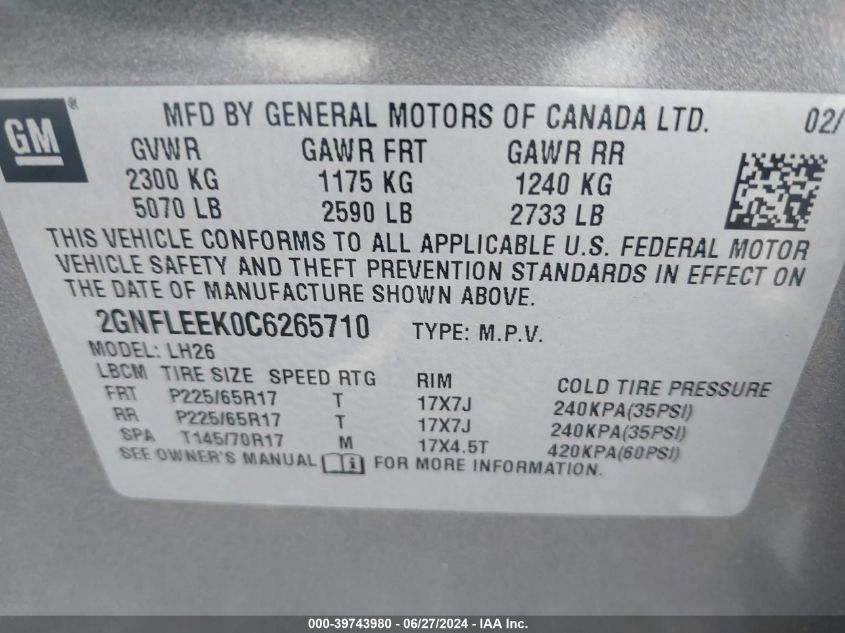 GM ®
MFD BY GENERAL MOTORS OF CANADA LTD. 02/
GVWR GAWR FRT GAWR RR
2300 KG 1175 KG 1240 KG
5070 LB 2590 LB 2733 LB
THIS VEHICLE CONFORMS TO ALL APPLICABLE U.S. FEDERAL MOTOR
VEHICLE SAFETY AND THEFT PREVENTION STANDARDS IN EFFECT ON
THE DATE OF MANUFACTURE SHOWN ABOVE.
2GNFLEEK0C6265710 TYPE: M.P.V.
MODEL: LH26
LBCM TIRE SIZE SPEED RTG RIM COLD TIRE PRESSURE
FRT P225/65R17 T 17X7J 240KPA(35PSI)
RR P225/65R17 T 17X7J 240KPA(35PSI)
SPA T145/70R17 M 17X4.5T 420KPA(60PSI)
SEE OWNER'S MANUAL i FOR MORE INFORMATION.
000-39743980 - 06/27/2024 - IAA Inc.